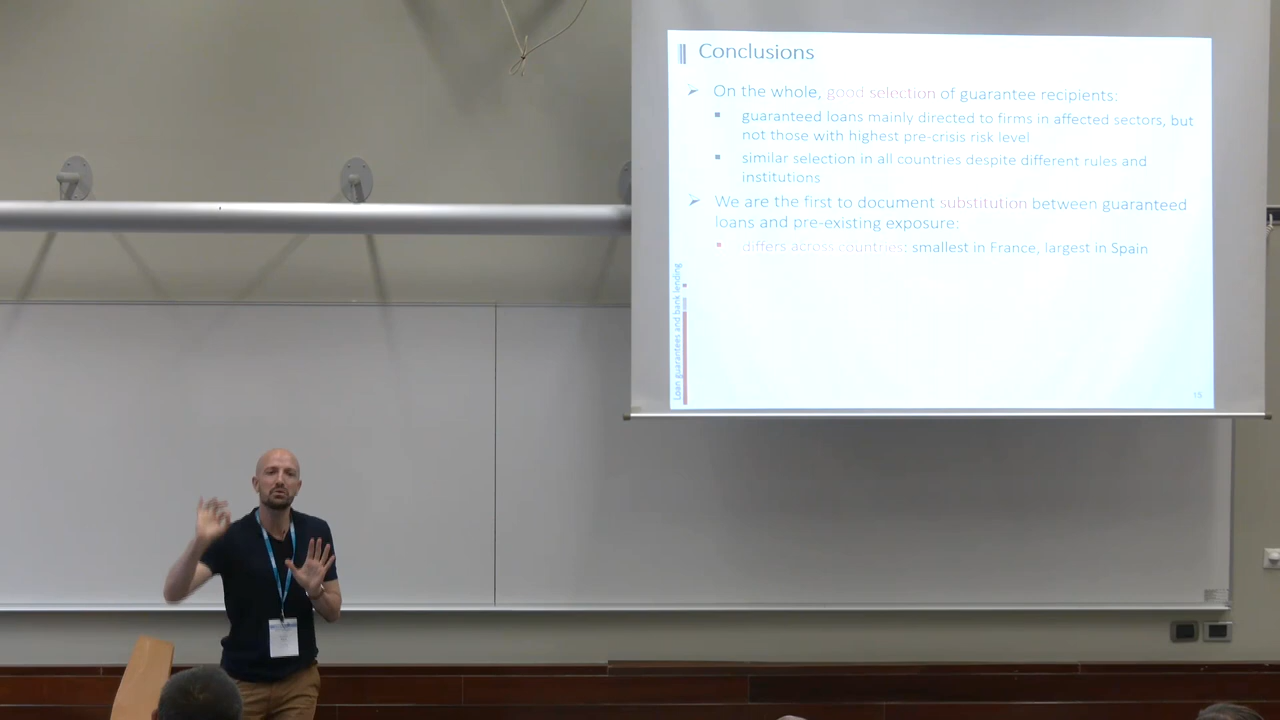 Conclusions
On the whole, good selection of guarantee recipients:
guaranteed loans mainly directed to firms in affected sectors, but
not those with highest pre-crisis risk level
similar selection in all countries despite different rules and
institutions
We are the first to document substitution between guaranteed
loans and pre-existing exposure:
differs across countries: smallest in France, largest in Spain
Loan guarantees and bank lending
15